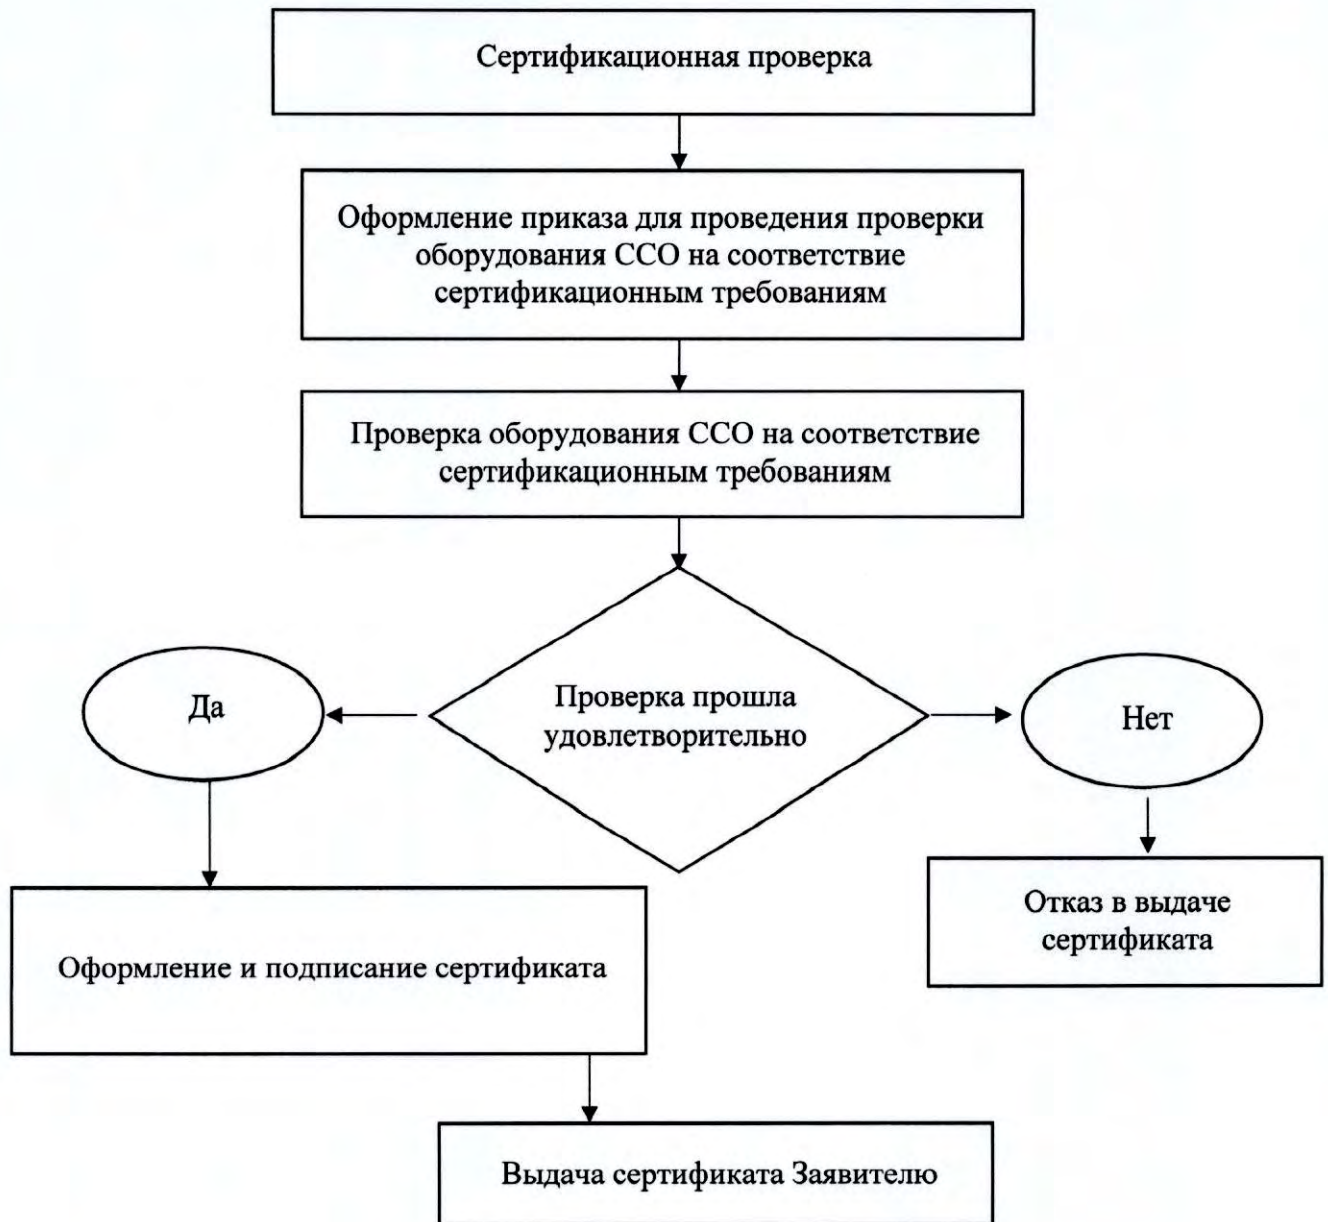 Сертификационная проверка
Оформление приказа для проведения проверки
оборудования ССО на соответствие
сертификационным требованиям
Проверка оборудования ССО на соответствие
сертификационным требованиям
Проверка прошла
удовлетворительно
Да
Нет
Отказ в выдаче
сертификата
Оформление и подписание сертификата
Выдача сертификата Заявителю